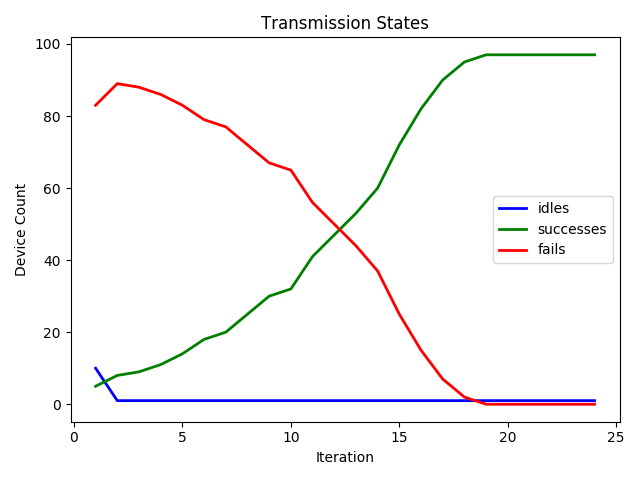 Transmission States
Device Count
100
80
60
40
20
0
idles
successes
fails
0 5 10 15 20 25
Iteration